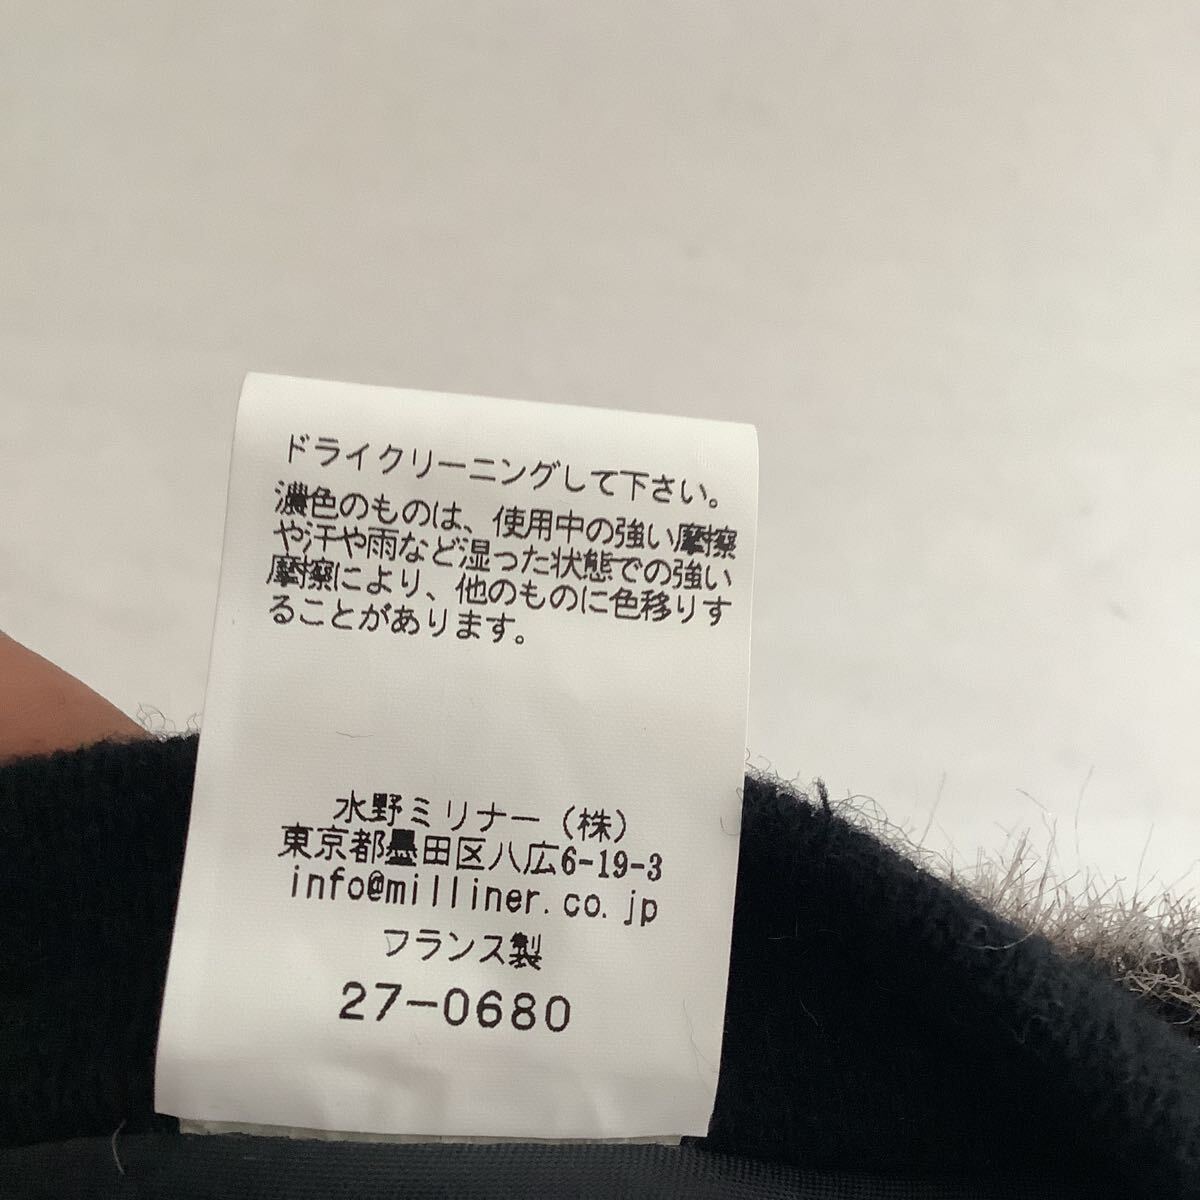 ドライクリーニングして下さい。
濃色のものは、使用中の強い摩擦
や汗や雨など湿った状態での強い
摩擦により、他のものに色移りす
ることがあります。
水野ミリナー(株)
東京都墨田区八広6-19-3
info@milliner.co.jp
フランス製
27-0680